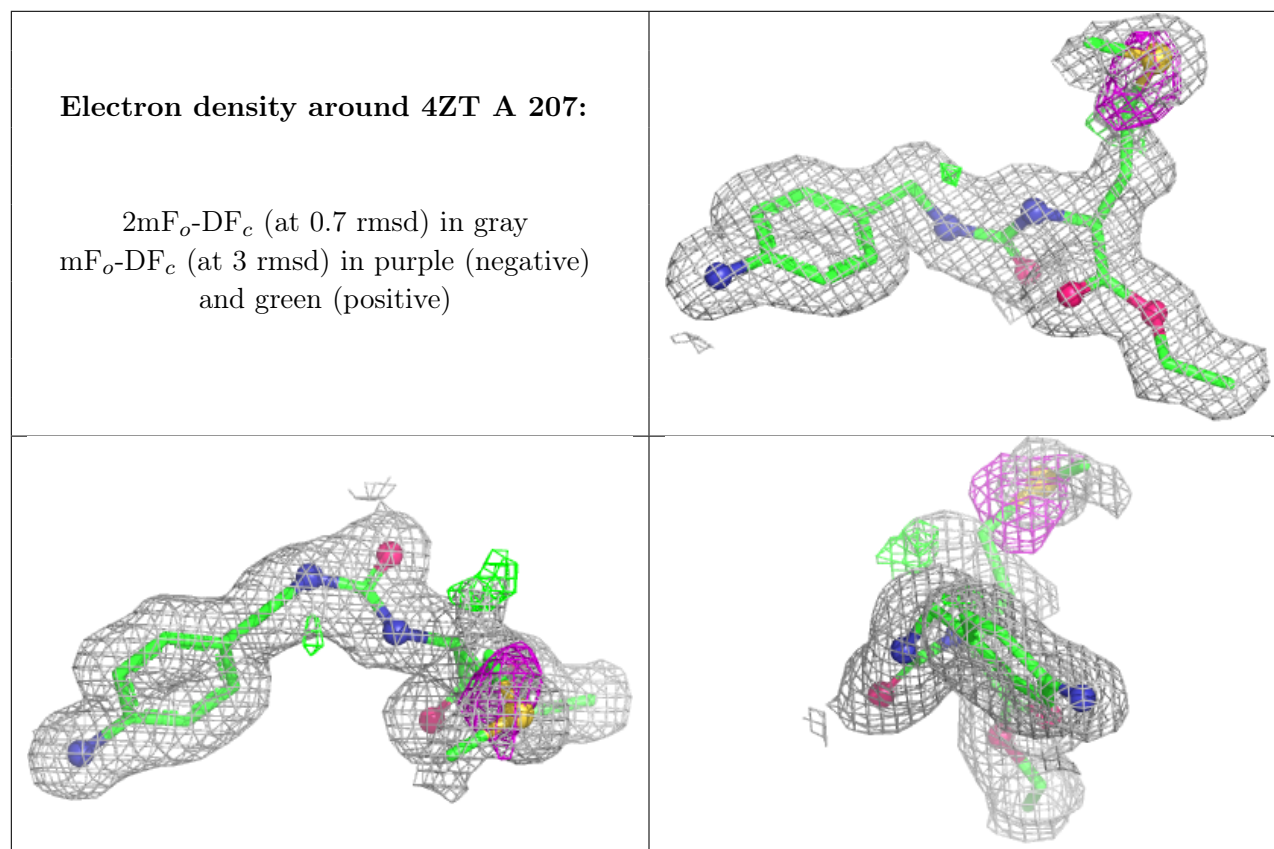 Electron density around 4ZT A 207:
2mFo-DFc (at 0.7 rmsd) in gray
mFo-DFc (at 3 rmsd) in purple (negative)
and green (positive)